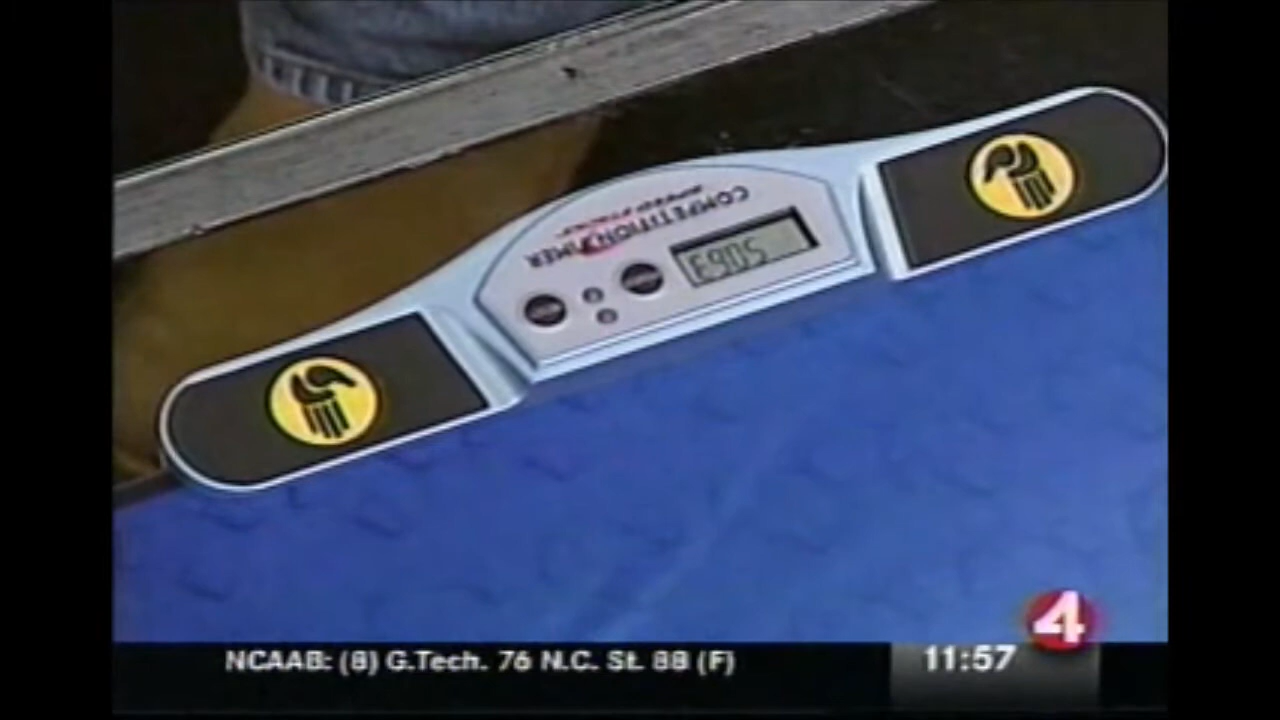 COMPETITION TIMER
4
NCAAB: (8) G.Tech. 76 N.C. St. 88 (F)
11:57